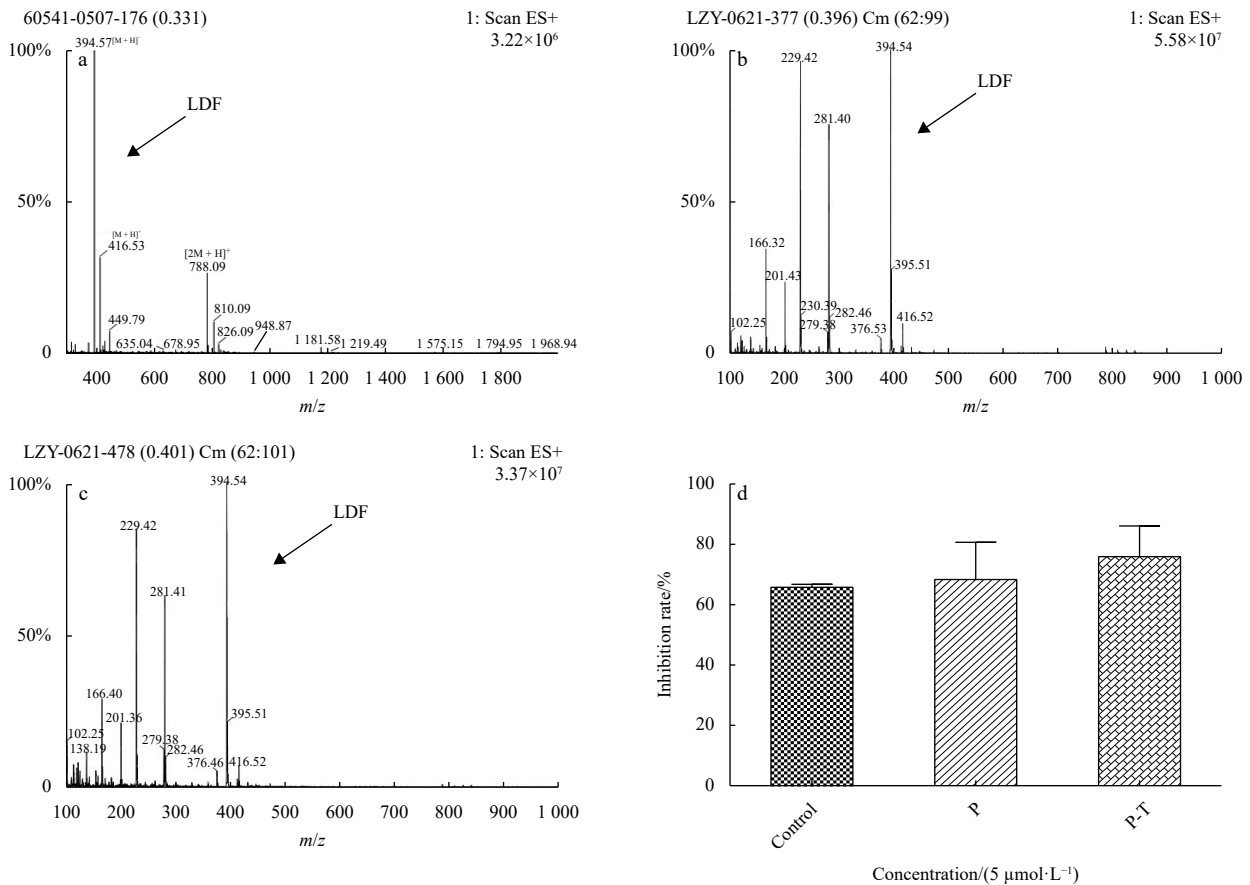 60541-0507-176 (0.331)
1: Scan ES+
3.22×10⁶
100%
50%
0
a
394.57
[M + H]⁻
LDF
[M + H]⁻
416.53
[2M + H]⁺
788.09
449.79
810.09
826.09
948.87
635.04
678.95
1 181.58
1 219.49
1 575.15
1 794.95
1 968.94
400 600 800 1 000 1 200 1 400 1 600 1 800
m/z
LZY-0621-377 (0.396) Cm (62:99)
1: Scan ES+
5.58×10⁷
100%
50%
0
b
394.54
229.42
LDF
281.40
166.32
201.43
395.51
230.39
282.46
102.25
279.38
376.53
416.52
100 200 300 400 500 600 700 800 900 1 000
m/z
LZY-0621-478 (0.401) Cm (62:101)
1: Scan ES+
3.37×10⁷
100%
50%
0
c
394.54
229.42
LDF
281.41
166.40
201.36
395.51
102.25
138.19
279.38
282.46
376.46
416.52
100 200 300 400 500 600 700 800 900 1 000
m/z
d
100
80
60
40
20
0
Inhibition rate/%
Control
P
P-T
Concentration/(5 μmol·L⁻¹)